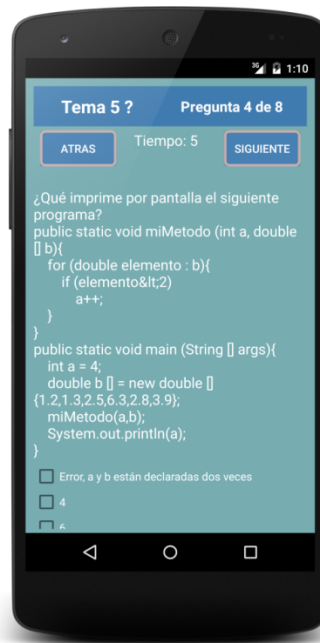 3G 1:10
Tema 5 ? Pregunta 4 de 8
ATRAS Tiempo: 5 SIGUIENTE
¿Qué imprime por pantalla el siguiente
programa?
public static void miMetodo (int a, double
[] b){
for (double elemento : b){
if (elemento&lt;2)
a++;
}
}
public static void main (String [] args){
int a = 4;
double b [] = new double []
{1.2,1.3,2.5,6.3,2.8,3.9};
miMetodo(a,b);
System.out.println(a);
}
Error, a y b están declaradas dos veces
4
6